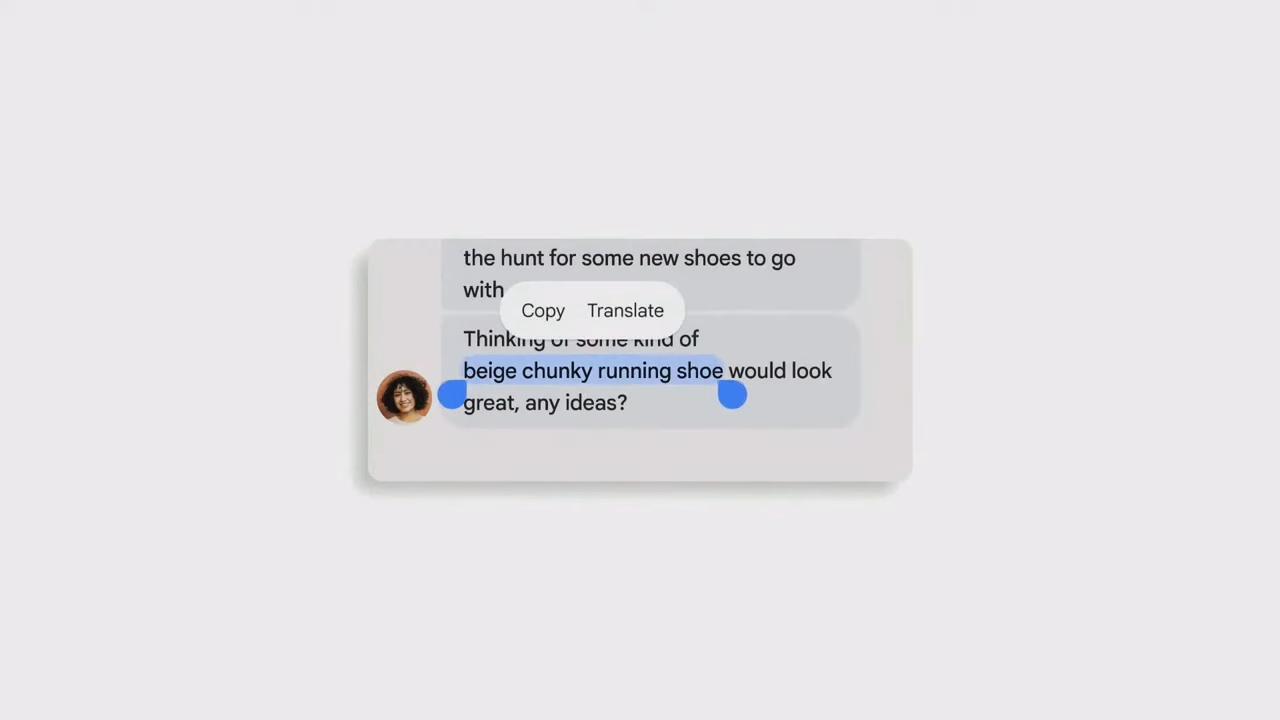 the hunt for some new shoes to go
with
Copy Translate
Thinking of some kind of
beige chunky running shoe would look
great, any ideas?